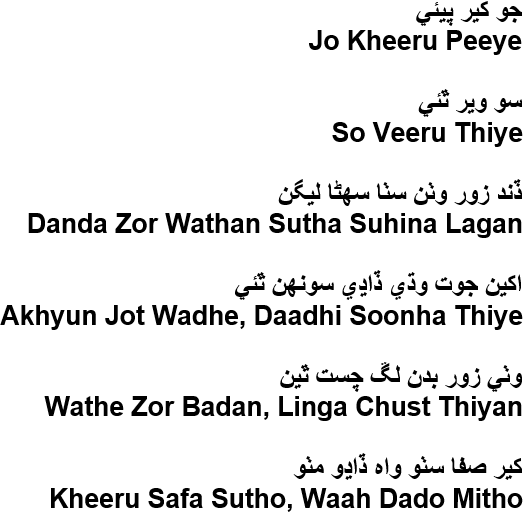 جو کير پيئي
Jo Kheeru Peeye
سو وير ٿئي
So Veeru Thiye
ڏند زور وٺن سٺا سهڻا ليگن
Danda Zor Wathan Sutha Suhina Lagan
اکين جوت وڌي ڏاڍي سونهن ٿئي
Akhyun Jot Wadhe, Daadhi Soonha Thiye
وٺي زور بدن لڱ چست ٿين
Wathe Zor Badan, Linga Chust Thiyan
کير صفا سٺو واه ڏاڍو مٺو
Kheeru Safa Sutho, Waah Dado Mitho